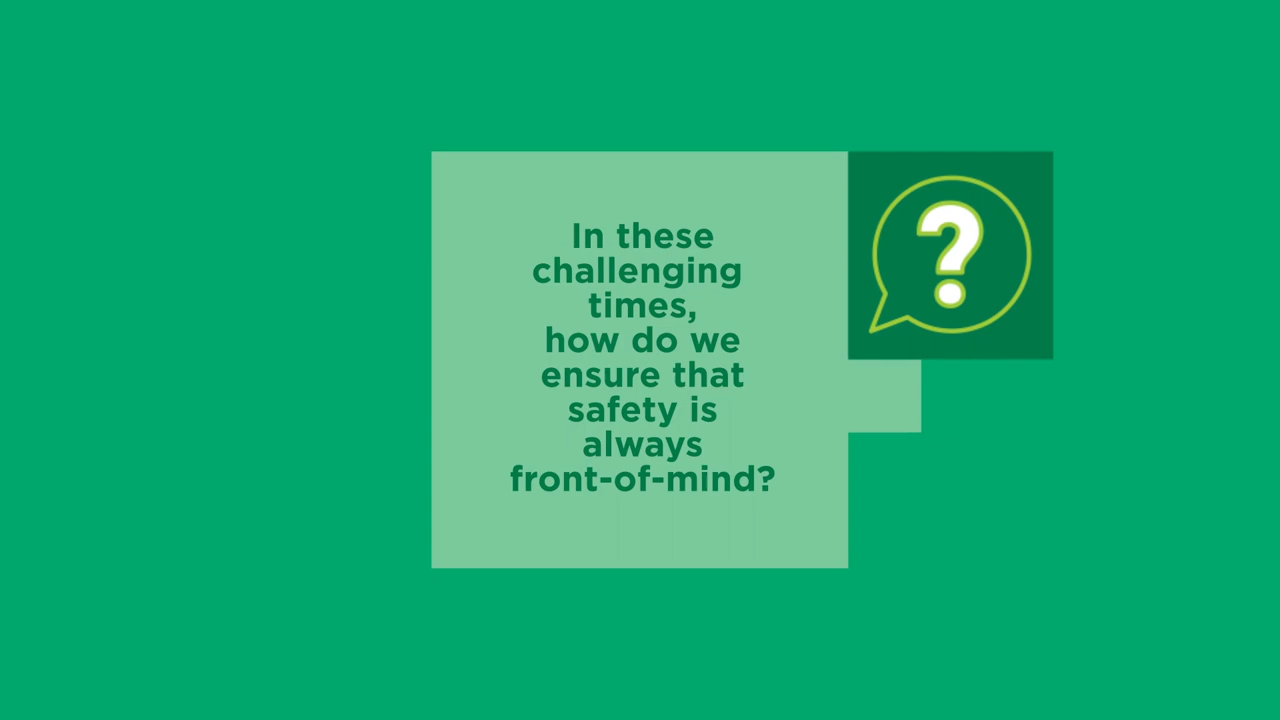 In these
challenging
times,
how do we
ensure that
safety is
always
front-of-mind?
?